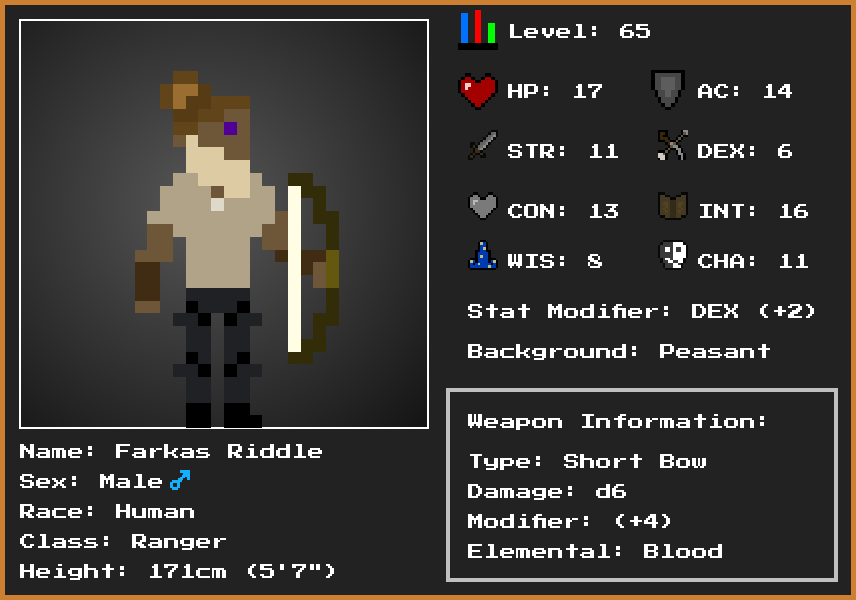 Level: 65
HP: 17 AC: 14
STR: 11 DEX: 6
CON: 13 INT: 16
WIS: 8 CHA: 11
Stat Modifier: DEX (+2)
Background: Peasant
Weapon Information:
Type: Short Bow
Damage: d6
Modifier: (+4)
Elemental: Blood
Name: Farkas Riddle
Sex: Male ♂
Race: Human
Class: Ranger
Height: 171cm (5'7")